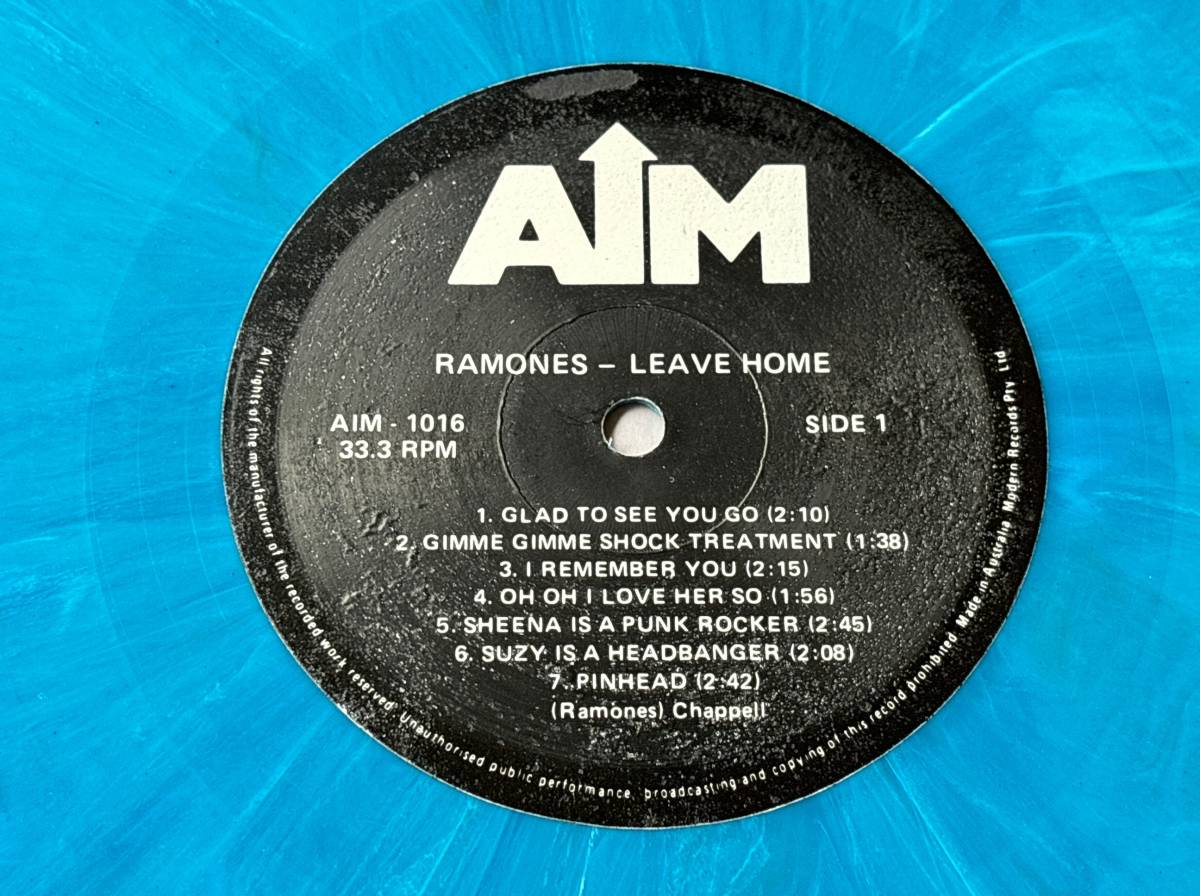 AIM
RAMONES – LEAVE HOME
AIM - 1016
33.3 RPM
SIDE 1
1. GLAD TO SEE YOU GO (2:10)
2. GIMME GIMME SHOCK TREATMENT (1:38)
3. I REMEMBER YOU (2:15)
4. OH OH I LOVE HER SO (1:56)
5. SHEENA IS A PUNK ROCKER (2:45)
6. SUZY IS A HEADBANGER (2:08)
7. PINHEAD (2:42)
(Ramones) Chappell
All rights of the manufacturer of the recorded work reserved. Unauthorised public performance, broadcasting and copying of this record prohibited. Made in Australia Modern Records Pty. Ltd.